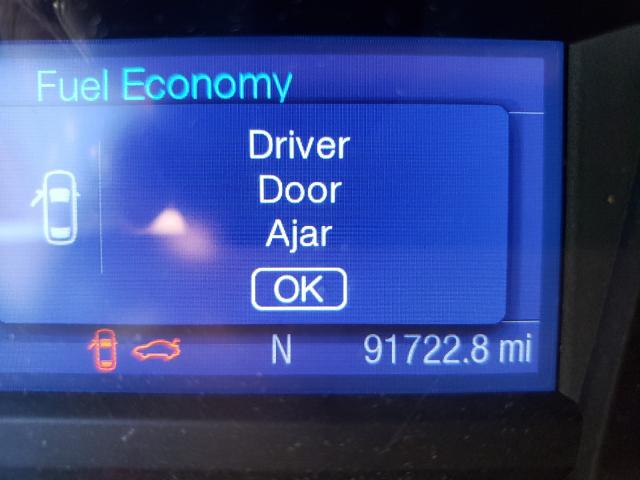 Fuel Economy
Driver
Door
Ajar
OK
N 91722.8 mi